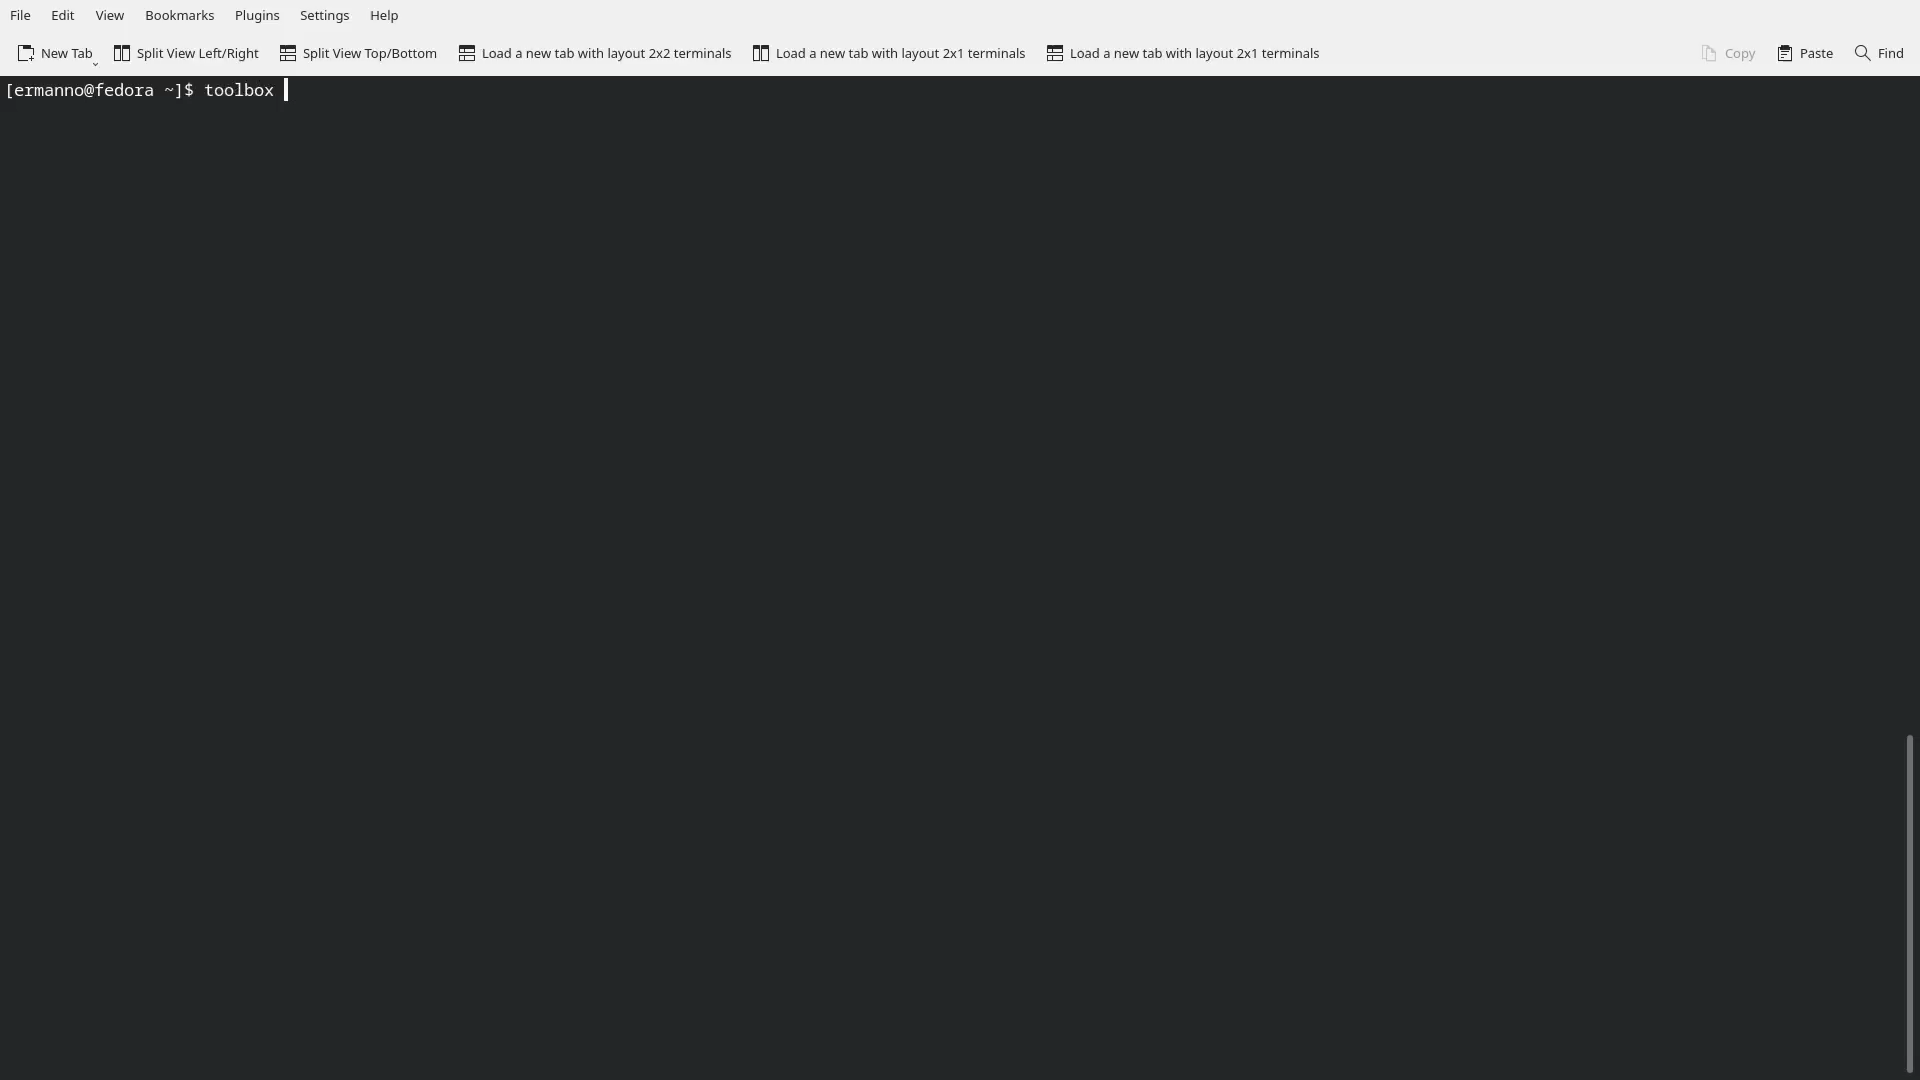 File Edit View Bookmarks Plugins Settings Help
New Tab Split View Left/Right Split View Top/Bottom Load a new tab with layout 2x2 terminals Load a new tab with layout 2x1 terminals Load a new tab with layout 2x1 terminals Copy Paste Find
[ermanno@fedora ~]$ toolbox